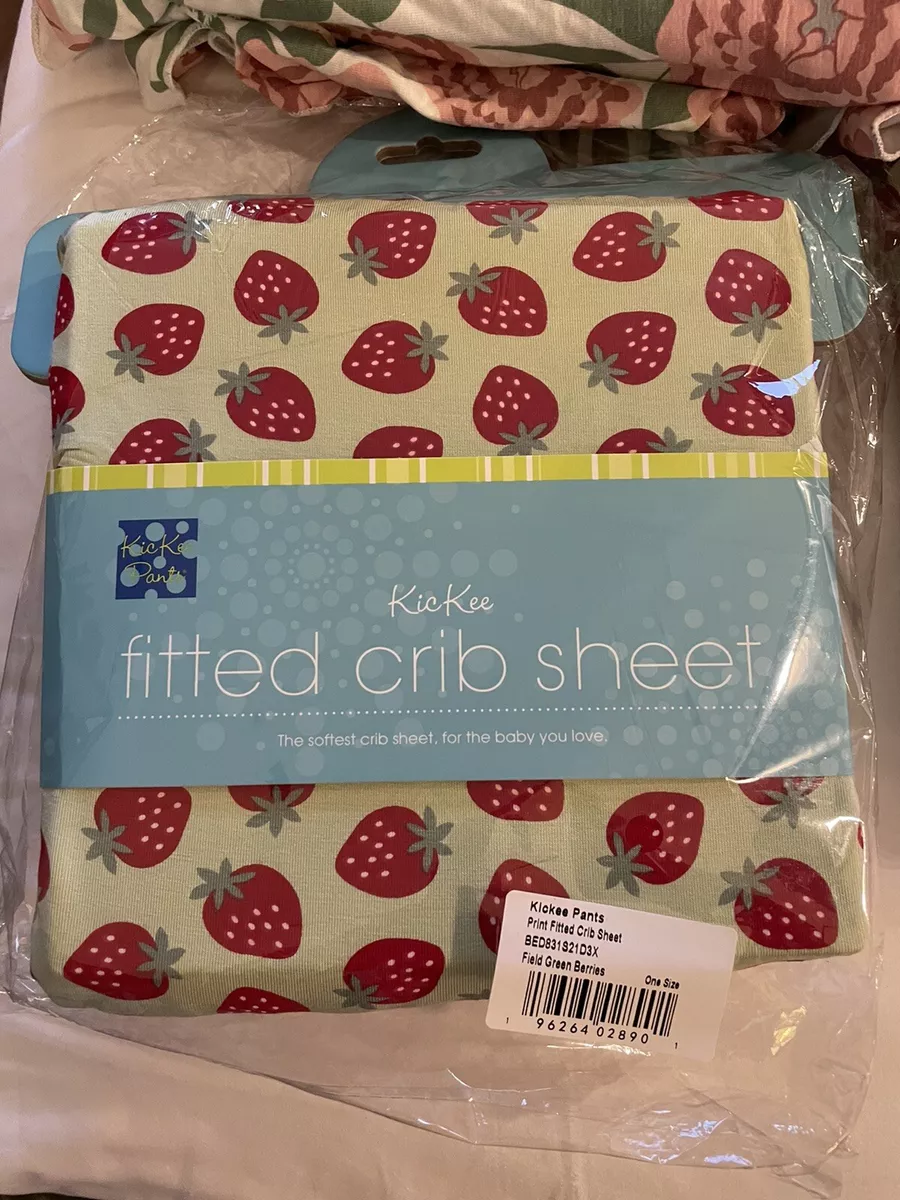 KicKee
Pants
KicKee
fitted crib sheet
The softest crib sheet, for the baby you love.
Kickee Pants
Print Fitted Crib Sheet
BED831S21D3X
Field Green Berries
One Size
1 96264 02890 1